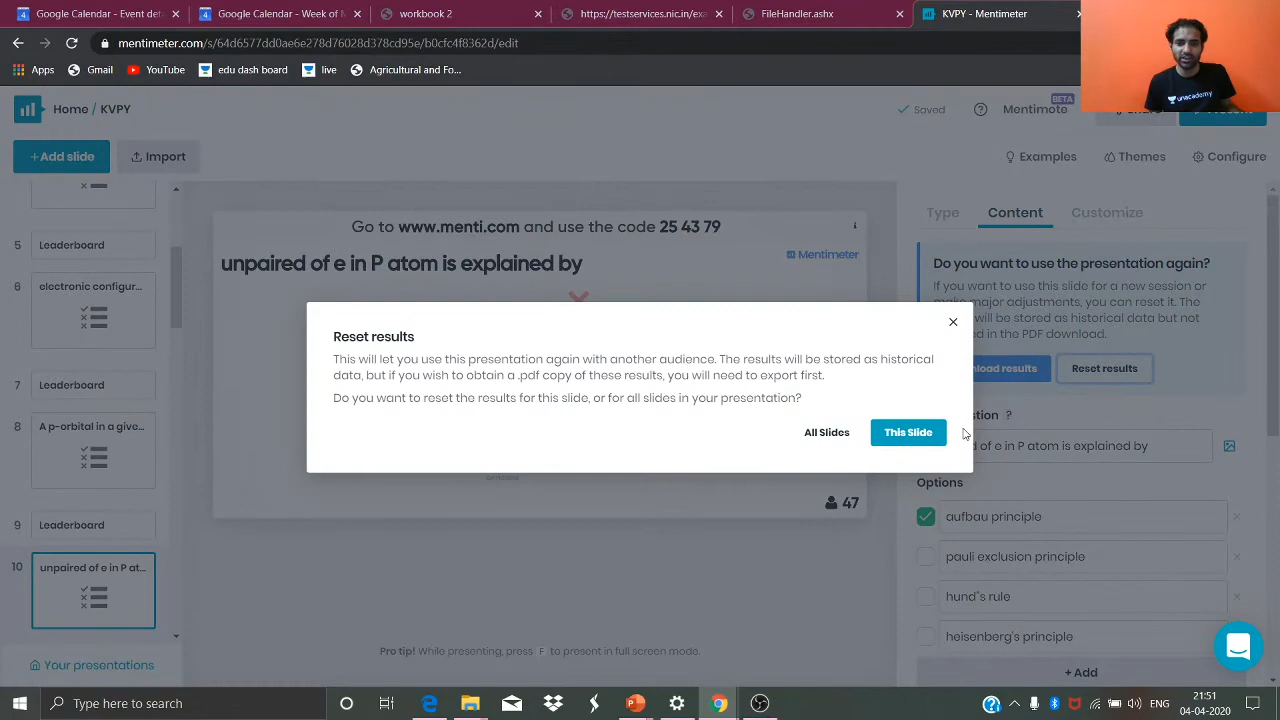 Google Calendar - Event deta
Google Calendar - Week of N
workbook 2
https://testservices.nic.in/exa
FileHandler.ashx
KVPY - Mentimeter
mentimeter.com/s/64d6577dd0ae6e278d76028d378cd95e/b0cfc4f8362d/edit
Apps
Gmail
YouTube
edu dash board
live
Agricultural and Fo...
unacademy
Home / KVPY
Saved
Mentimote
BETA
+Add slide
Import
Examples
Themes
Configure
5
Leaderboard
6
electronic configur...
7
Leaderboard
8
A p-orbital in a give...
9
Leaderboard
10
unpaired of e in P at...
Your presentations
Go to www.menti.com and use the code 25 43 79
unpaired of e in P atom is explained by
Mentimeter
47
Pro tip! While presenting, press F to present in full screen mode.
Reset results
This will let you use this presentation again with another audience. The results will be stored as historical
data, but if you wish to obtain a .pdf copy of these results, you will need to export first.
Do you want to reset the results for this slide, or for all slides in your presentation?
All Slides
This Slide
Type
Content
Customize
Do you want to use the presentation again?
If you want to use this slide for a new session or
make major adjustments, you can reset it. The
will be stored as historical data but not
in the PDF download.
results
Reset results
?
of e in P atom is explained by
Options
aufbau principle
pauli exclusion principle
hund"s rule
heisenberg's principle
+ Add
Type here to search
21:51
04-04-2020